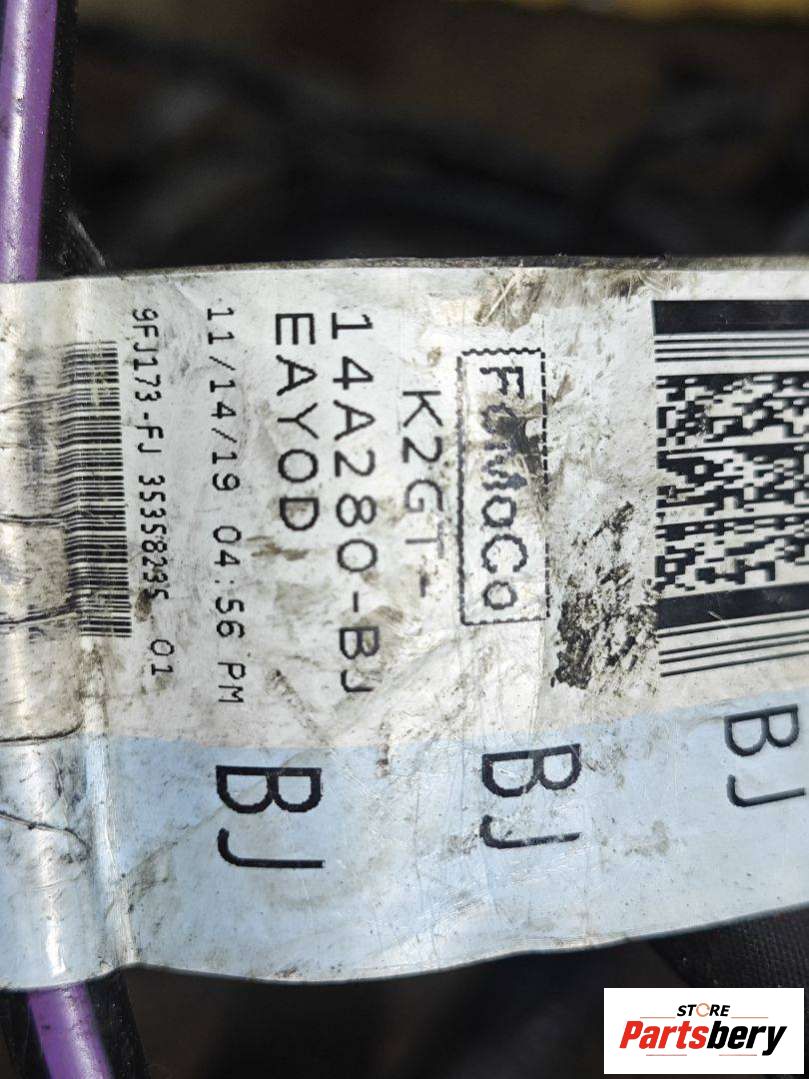 FoMoCo
K2GT-
14A280-BJ
EAYOD
11/14/19 04:56 PM
9FJ173-FJ 35358295 01
BJ
BJ
BJ
STORE
Partsbery